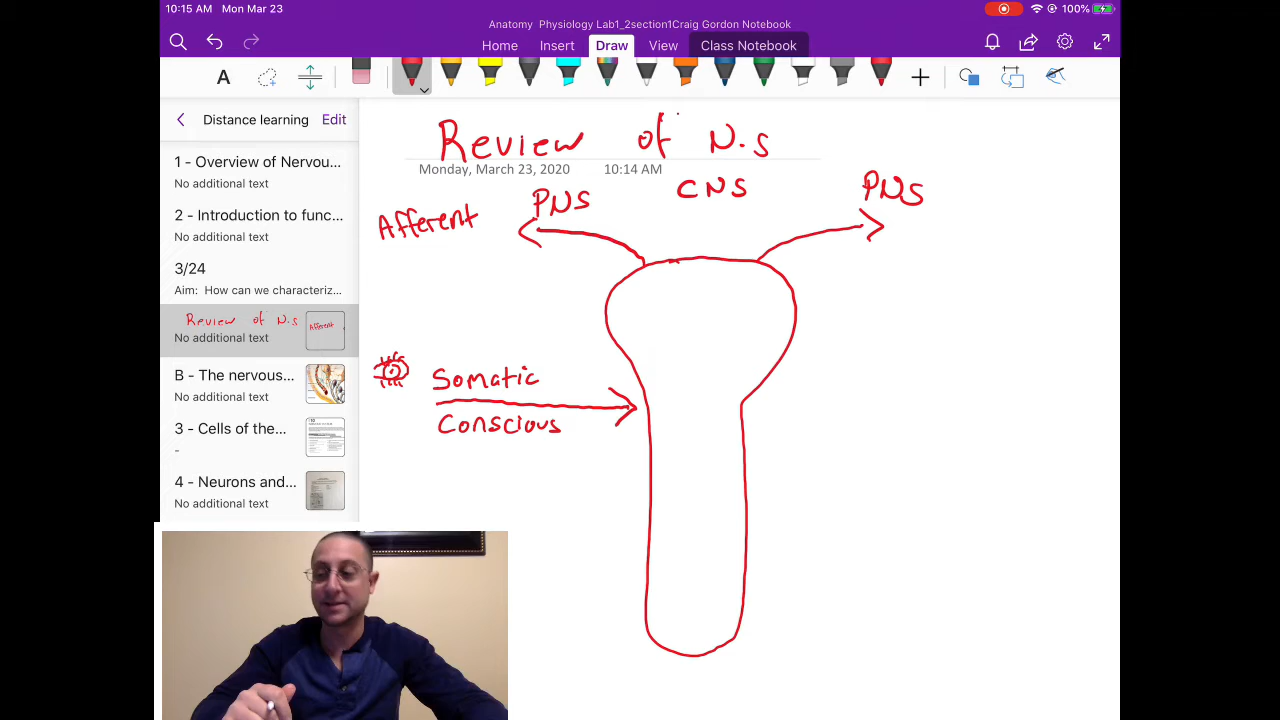 10:15 AM Mon Mar 23
100%
Anatomy Physiology Lab1_2section1Craig Gordon Notebook
Home Insert Draw View Class Notebook
A
Distance learning Edit
1 - Overview of Nervou...
No additional text
2 - Introduction to func...
No additional text
3/24
Aim: How can we characteriz...
Review of N.s
Afferent
No additional text
B - The nervous...
No additional text
3 - Cells of the...
-
4 - Neurons and...
No additional text
Review of N.s
Monday, March 23, 2020 10:14 AM
PNS CNS PNS
Afferent
Somatic
Conscious